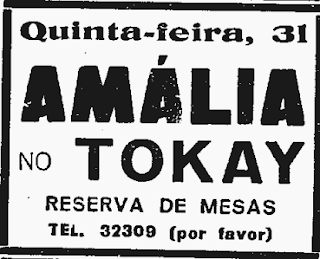 Quinta-feira, 31
AMÁLIA
NO TOKAY
RESERVA DE MESAS
TEL. 32309 (por favor)